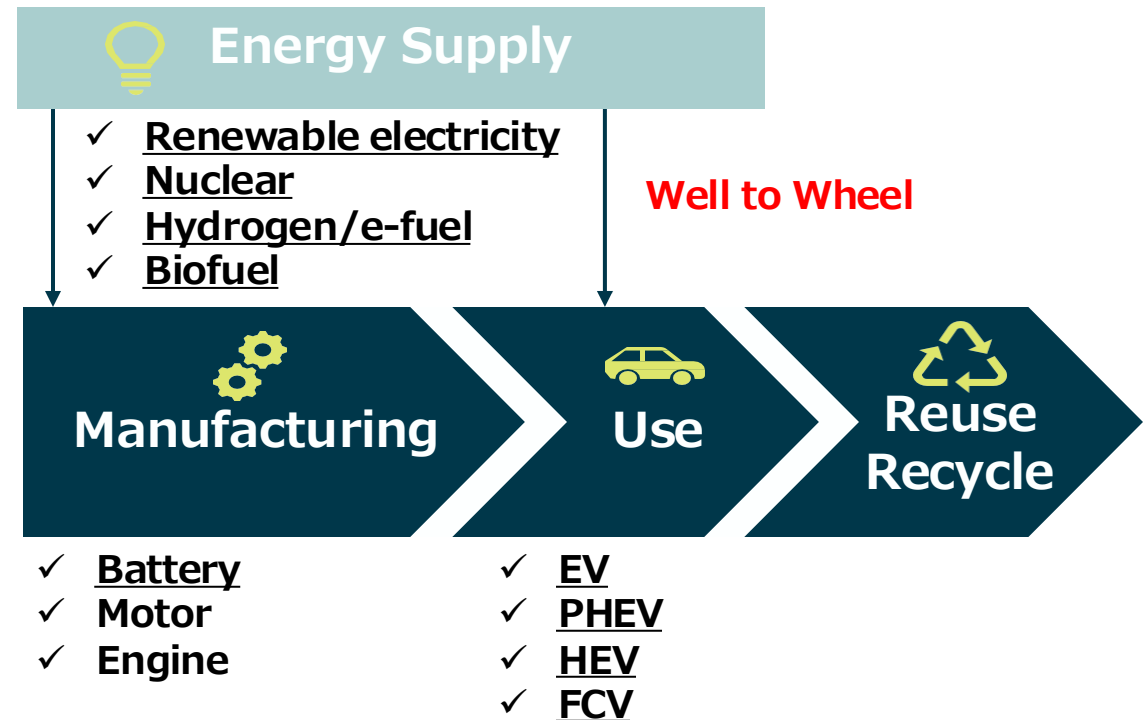 Energy Supply
✓ Renewable electricity
✓ Nuclear
✓ Hydrogen/e-fuel
✓ Biofuel
Well to Wheel
Manufacturing
Use
Reuse
Recycle
✓ Battery
✓ Motor
✓ Engine
✓ EV
✓ PHEV
✓ HEV
✓ FCV